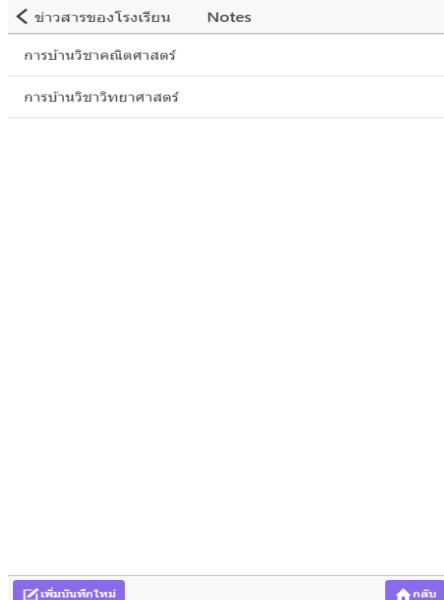 ข่าวสารของโรงเรียน Notes
การบ้านวิชาคณิตศาสตร์
การบ้านวิชาวิทยาศาสตร์
เพิ่มบันทึกใหม่ กลับ